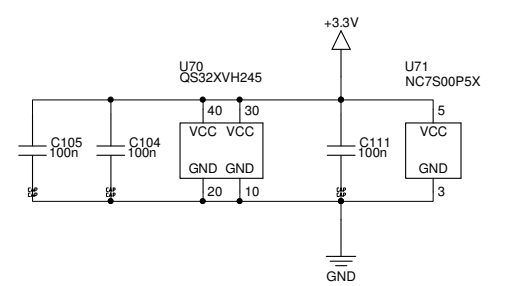 +3.3V
U70
QS32XVH245
U71
NC7S00P5X
40 30
5
VCC VCC
VCC
C105
100n
C104
100n
C111
100n
GND GND
GND
20 10
3
GND